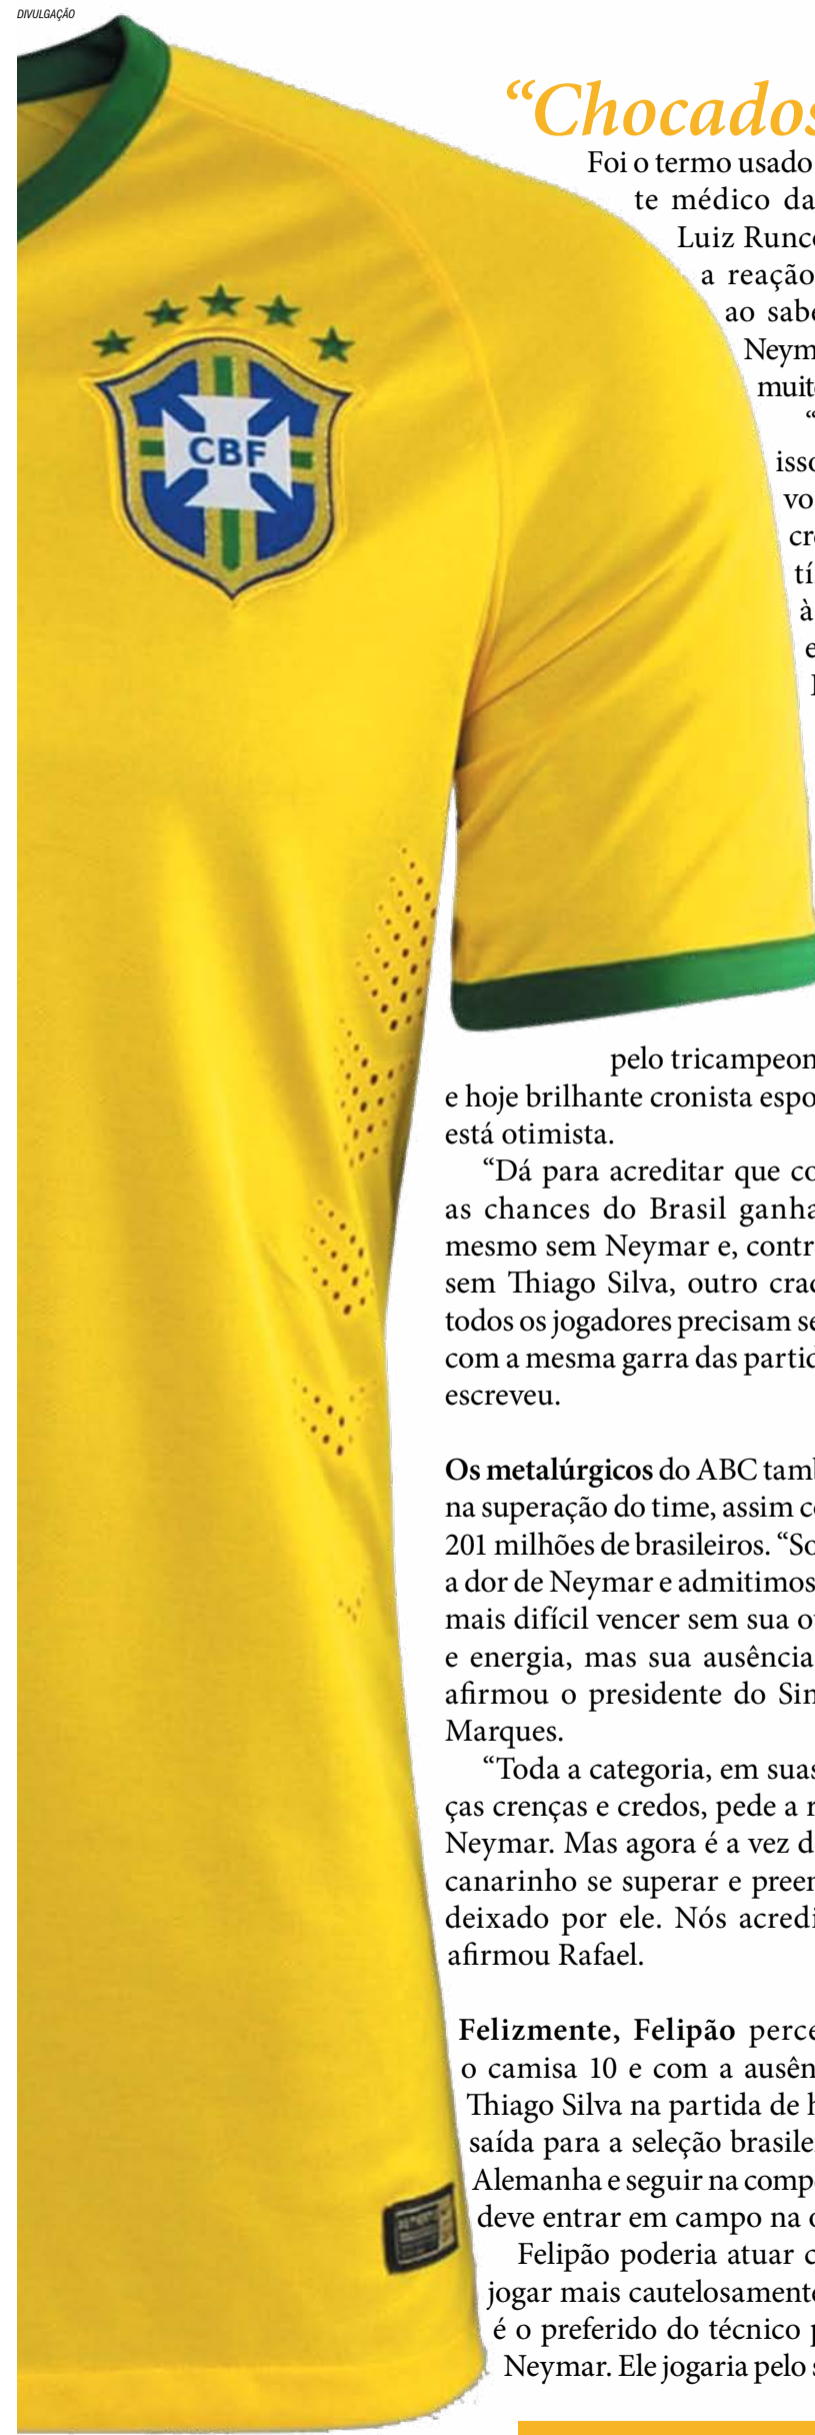 DIVULGAÇÃO
“Chocados
Foi o termo usado
te médico da
Luiz Runc
a reação
ao sab
Neym
muit
“
iss
vo
cr
tí
à
e
CBF
pelo tricampeon
e hoje brilhante cronista espo
está otimista.
“Dá para acreditar que co
as chances do Brasil ganha
mesmo sem Neymar e, contr
sem Thiago Silva, outro crac
todos os jogadores precisam se
com a mesma garra das partid
escreveu.
Os metalúrgicos do ABC tamb
na superação do time, assim c
201 milhões de brasileiros. “So
a dor de Neymar e admitimos
mais difícil vencer sem sua o
e energia, mas sua ausência
afirmou o presidente do Sin
Marques.
“Toda a categoria, em suas
ças crenças e credos, pede a
Neymar. Mas agora é a vez d
canarinho se superar e preen
deixado por ele. Nós acredi
afirmou Rafael.
Felizmente, Felipão perce
o camisa 10 e com a ausên
Thiago Silva na partida de h
saída para a seleção brasile
Alemanha e seguir na comp
deve entrar em campo na
Felipão poderia atuar c
jogar mais cautelosament
é o preferido do técnico p
Neymar. Ele jogaria pelo s